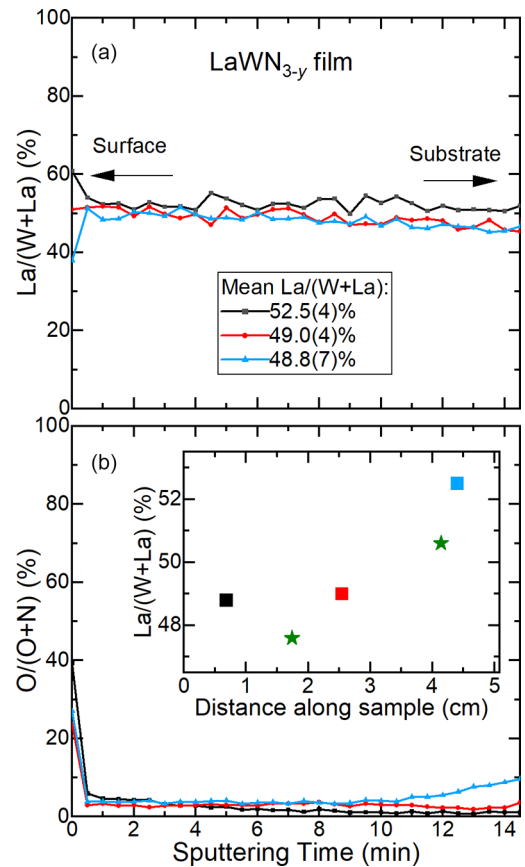 (a)
LaWN3-y film
Surface
Substrate
La/(W+La) (%)
100
80
60
40
20
0
Mean La/(W+La):
52.5(4)%
49.0(4)%
48.8(7)%
(b)
O/(O+N) (%)
100
80
60
40
20
0
La/(W+La) (%)
52
50
48
0 1 2 3 4 5
Distance along sample (cm)
0 2 4 6 8 10 12 14
Sputtering Time (min)